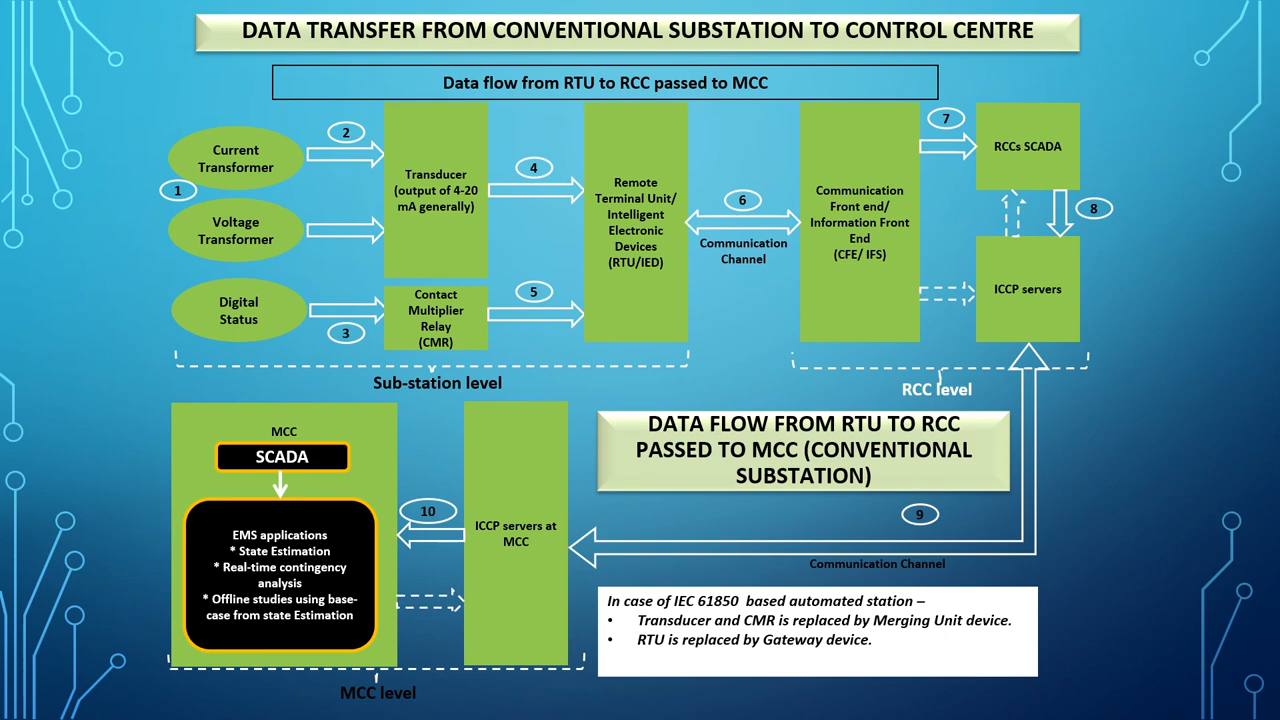 DATA TRANSFER FROM CONVENTIONAL SUBSTATION TO CONTROL CENTRE
Data flow from RTU to RCC passed to MCC
1
Current
Transformer
Voltage
Transformer
Digital
Status
2
3
Transducer
(output of 4-20
mA generally)
Contact
Multiplier
Relay
(CMR)
4
5
Remote
Terminal Unit/
Intelligent
Electronic
Devices
(RTU/IED)
6
Communication
Channel
Communication
Front end/
Information Front
End
(CFE/ IFS)
7
RCCs SCADA
8
ICCP servers
Sub-station level
RCC level
MCC
SCADA
EMS applications
* State Estimation
* Real-time contingency
analysis
* Offline studies using base-
case from state Estimation
10
ICCP servers at
MCC
DATA FLOW FROM RTU TO RCC
PASSED TO MCC (CONVENTIONAL
SUBSTATION)
9
Communication Channel
In case of IEC 61850 based automated station –
• Transducer and CMR is replaced by Merging Unit device.
• RTU is replaced by Gateway device.
MCC level